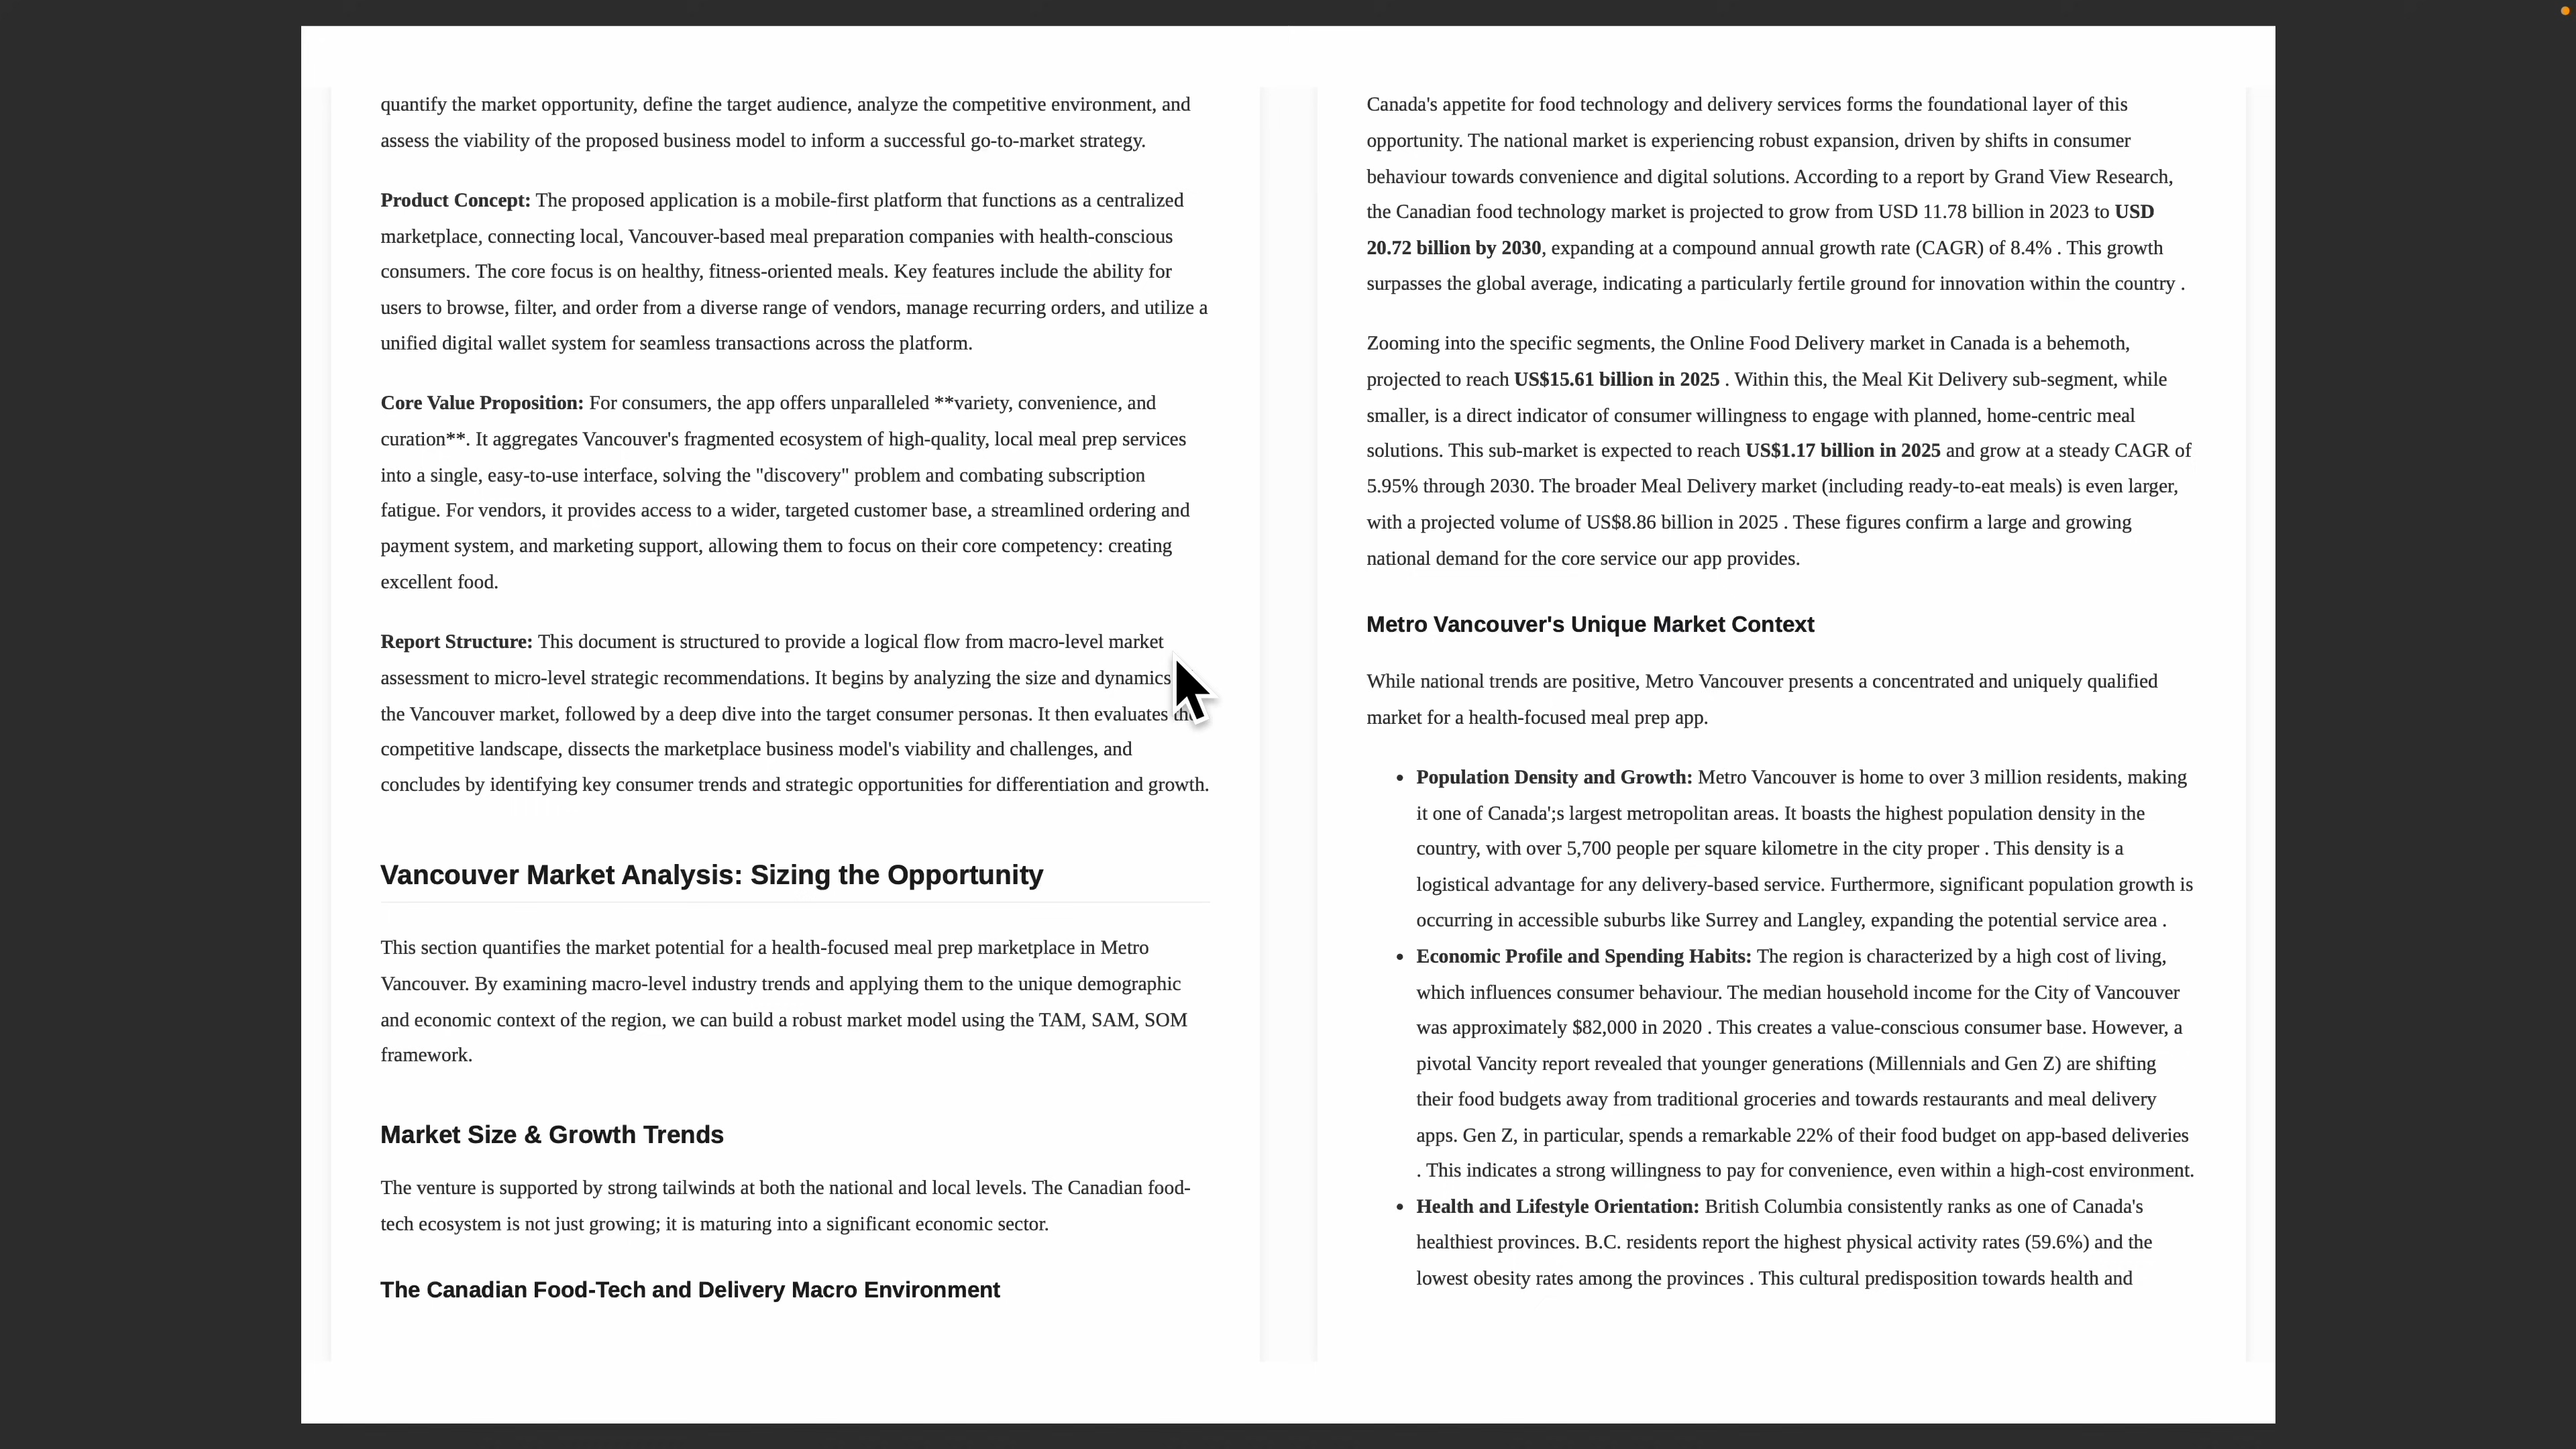 quantify the market opportunity, define the target audience, analyze the competitive environment, and
assess the viability of the proposed business model to inform a successful go-to-market strategy.
Product Concept: The proposed application is a mobile-first platform that functions as a centralized
marketplace, connecting local, Vancouver-based meal preparation companies with health-conscious
consumers. The core focus is on healthy, fitness-oriented meals. Key features include the ability for
users to browse, filter, and order from a diverse range of vendors, manage recurring orders, and utilize a
unified digital wallet system for seamless transactions across the platform.
Core Value Proposition: For consumers, the app offers unparalleled **variety, convenience, and
curation**. It aggregates Vancouver's fragmented ecosystem of high-quality, local meal prep services
into a single, easy-to-use interface, solving the "discovery" problem and combating subscription
fatigue. For vendors, it provides access to a wider, targeted customer base, a streamlined ordering and
payment system, and marketing support, allowing them to focus on their core competency: creating
excellent food.
Report Structure: This document is structured to provide a logical flow from macro-level market
assessment to micro-level strategic recommendations. It begins by analyzing the size and dynamics
the Vancouver market, followed by a deep dive into the target consumer personas. It then evaluates
competitive landscape, dissects the marketplace business model's viability and challenges, and
concludes by identifying key consumer trends and strategic opportunities for differentiation and growth.
Vancouver Market Analysis: Sizing the Opportunity
This section quantifies the market potential for a health-focused meal prep marketplace in Metro
Vancouver. By examining macro-level industry trends and applying them to the unique demographic
and economic context of the region, we can build a robust market model using the TAM, SAM, SOM
framework.
Market Size & Growth Trends
The venture is supported by strong tailwinds at both the national and local levels. The Canadian food-
tech ecosystem is not just growing; it is maturing into a significant economic sector.
The Canadian Food-Tech and Delivery Macro Environment
Canada's appetite for food technology and delivery services forms the foundational layer of this
opportunity. The national market is experiencing robust expansion, driven by shifts in consumer
behaviour towards convenience and digital solutions. According to a report by Grand View Research,
the Canadian food technology market is projected to grow from USD 11.78 billion in 2023 to USD
20.72 billion by 2030, expanding at a compound annual growth rate (CAGR) of 8.4% . This growth
surpasses the global average, indicating a particularly fertile ground for innovation within the country .
Zooming into the specific segments, the Online Food Delivery market in Canada is a behemoth,
projected to reach US$15.61 billion in 2025 . Within this, the Meal Kit Delivery sub-segment, while
smaller, is a direct indicator of consumer willingness to engage with planned, home-centric meal
solutions. This sub-market is expected to reach US$1.17 billion in 2025 and grow at a steady CAGR of
5.95% through 2030. The broader Meal Delivery market (including ready-to-eat meals) is even larger,
with a projected volume of US$8.86 billion in 2025 . These figures confirm a large and growing
national demand for the core service our app provides.
Metro Vancouver's Unique Market Context
While national trends are positive, Metro Vancouver presents a concentrated and uniquely qualified
market for a health-focused meal prep app.
• Population Density and Growth: Metro Vancouver is home to over 3 million residents, making
it one of Canada';s largest metropolitan areas. It boasts the highest population density in the
country, with over 5,700 people per square kilometre in the city proper . This density is a
logistical advantage for any delivery-based service. Furthermore, significant population growth is
occurring in accessible suburbs like Surrey and Langley, expanding the potential service area .
• Economic Profile and Spending Habits: The region is characterized by a high cost of living,
which influences consumer behaviour. The median household income for the City of Vancouver
was approximately $82,000 in 2020 . This creates a value-conscious consumer base. However, a
pivotal Vancity report revealed that younger generations (Millennials and Gen Z) are shifting
their food budgets away from traditional groceries and towards restaurants and meal delivery
apps. Gen Z, in particular, spends a remarkable 22% of their food budget on app-based deliveries
. This indicates a strong willingness to pay for convenience, even within a high-cost environment.
• Health and Lifestyle Orientation: British Columbia consistently ranks as one of Canada's
healthiest provinces. B.C. residents report the highest physical activity rates (59.6%) and the
lowest obesity rates among the provinces . This cultural predisposition towards health and